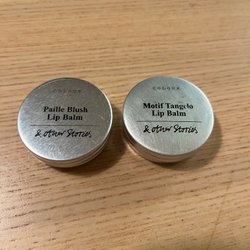 COLOUR
Paille Blush
Lip Balm
& other Stories
COLOUR
Motif Tangelo
Lip Balm
& other Stories